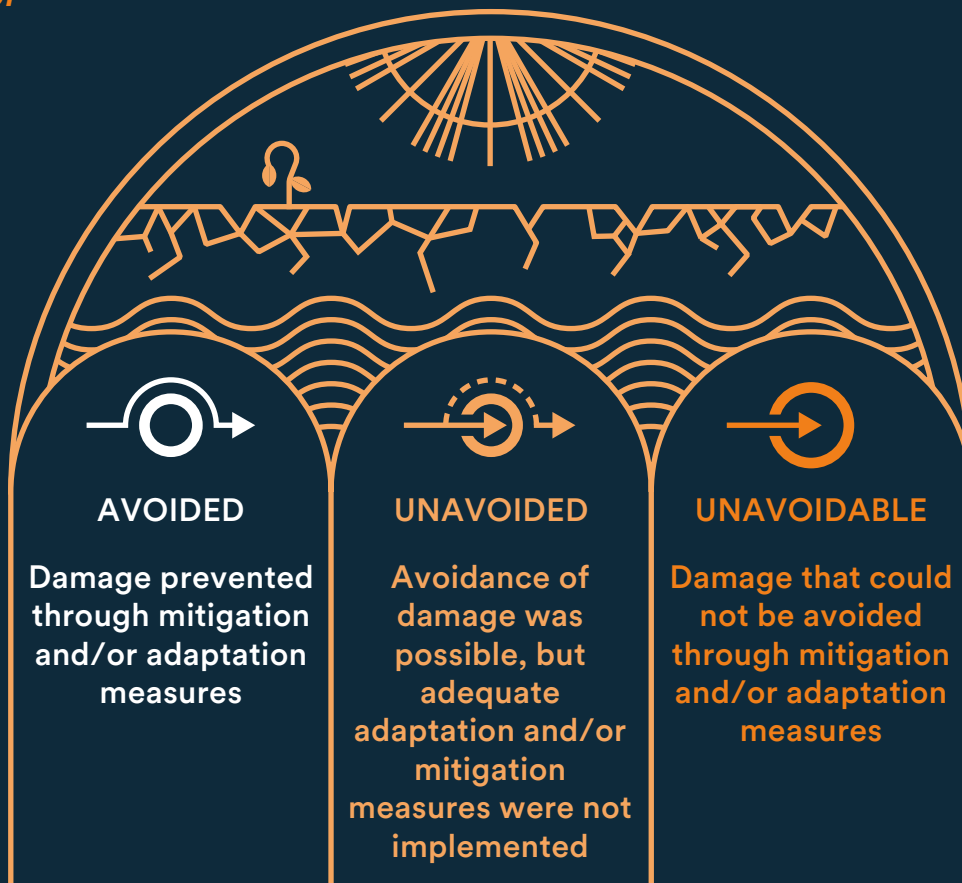 AVOIDED
Damage prevented
through mitigation
and/or adaptation
measures
UNAVOIDED
Avoidance of
damage was
possible, but
adequate
adaptation and/or
mitigation
measures were not
implemented
UNAVOIDABLE
Damage that could
not be avoided
through mitigation
and/or adaptation
measures